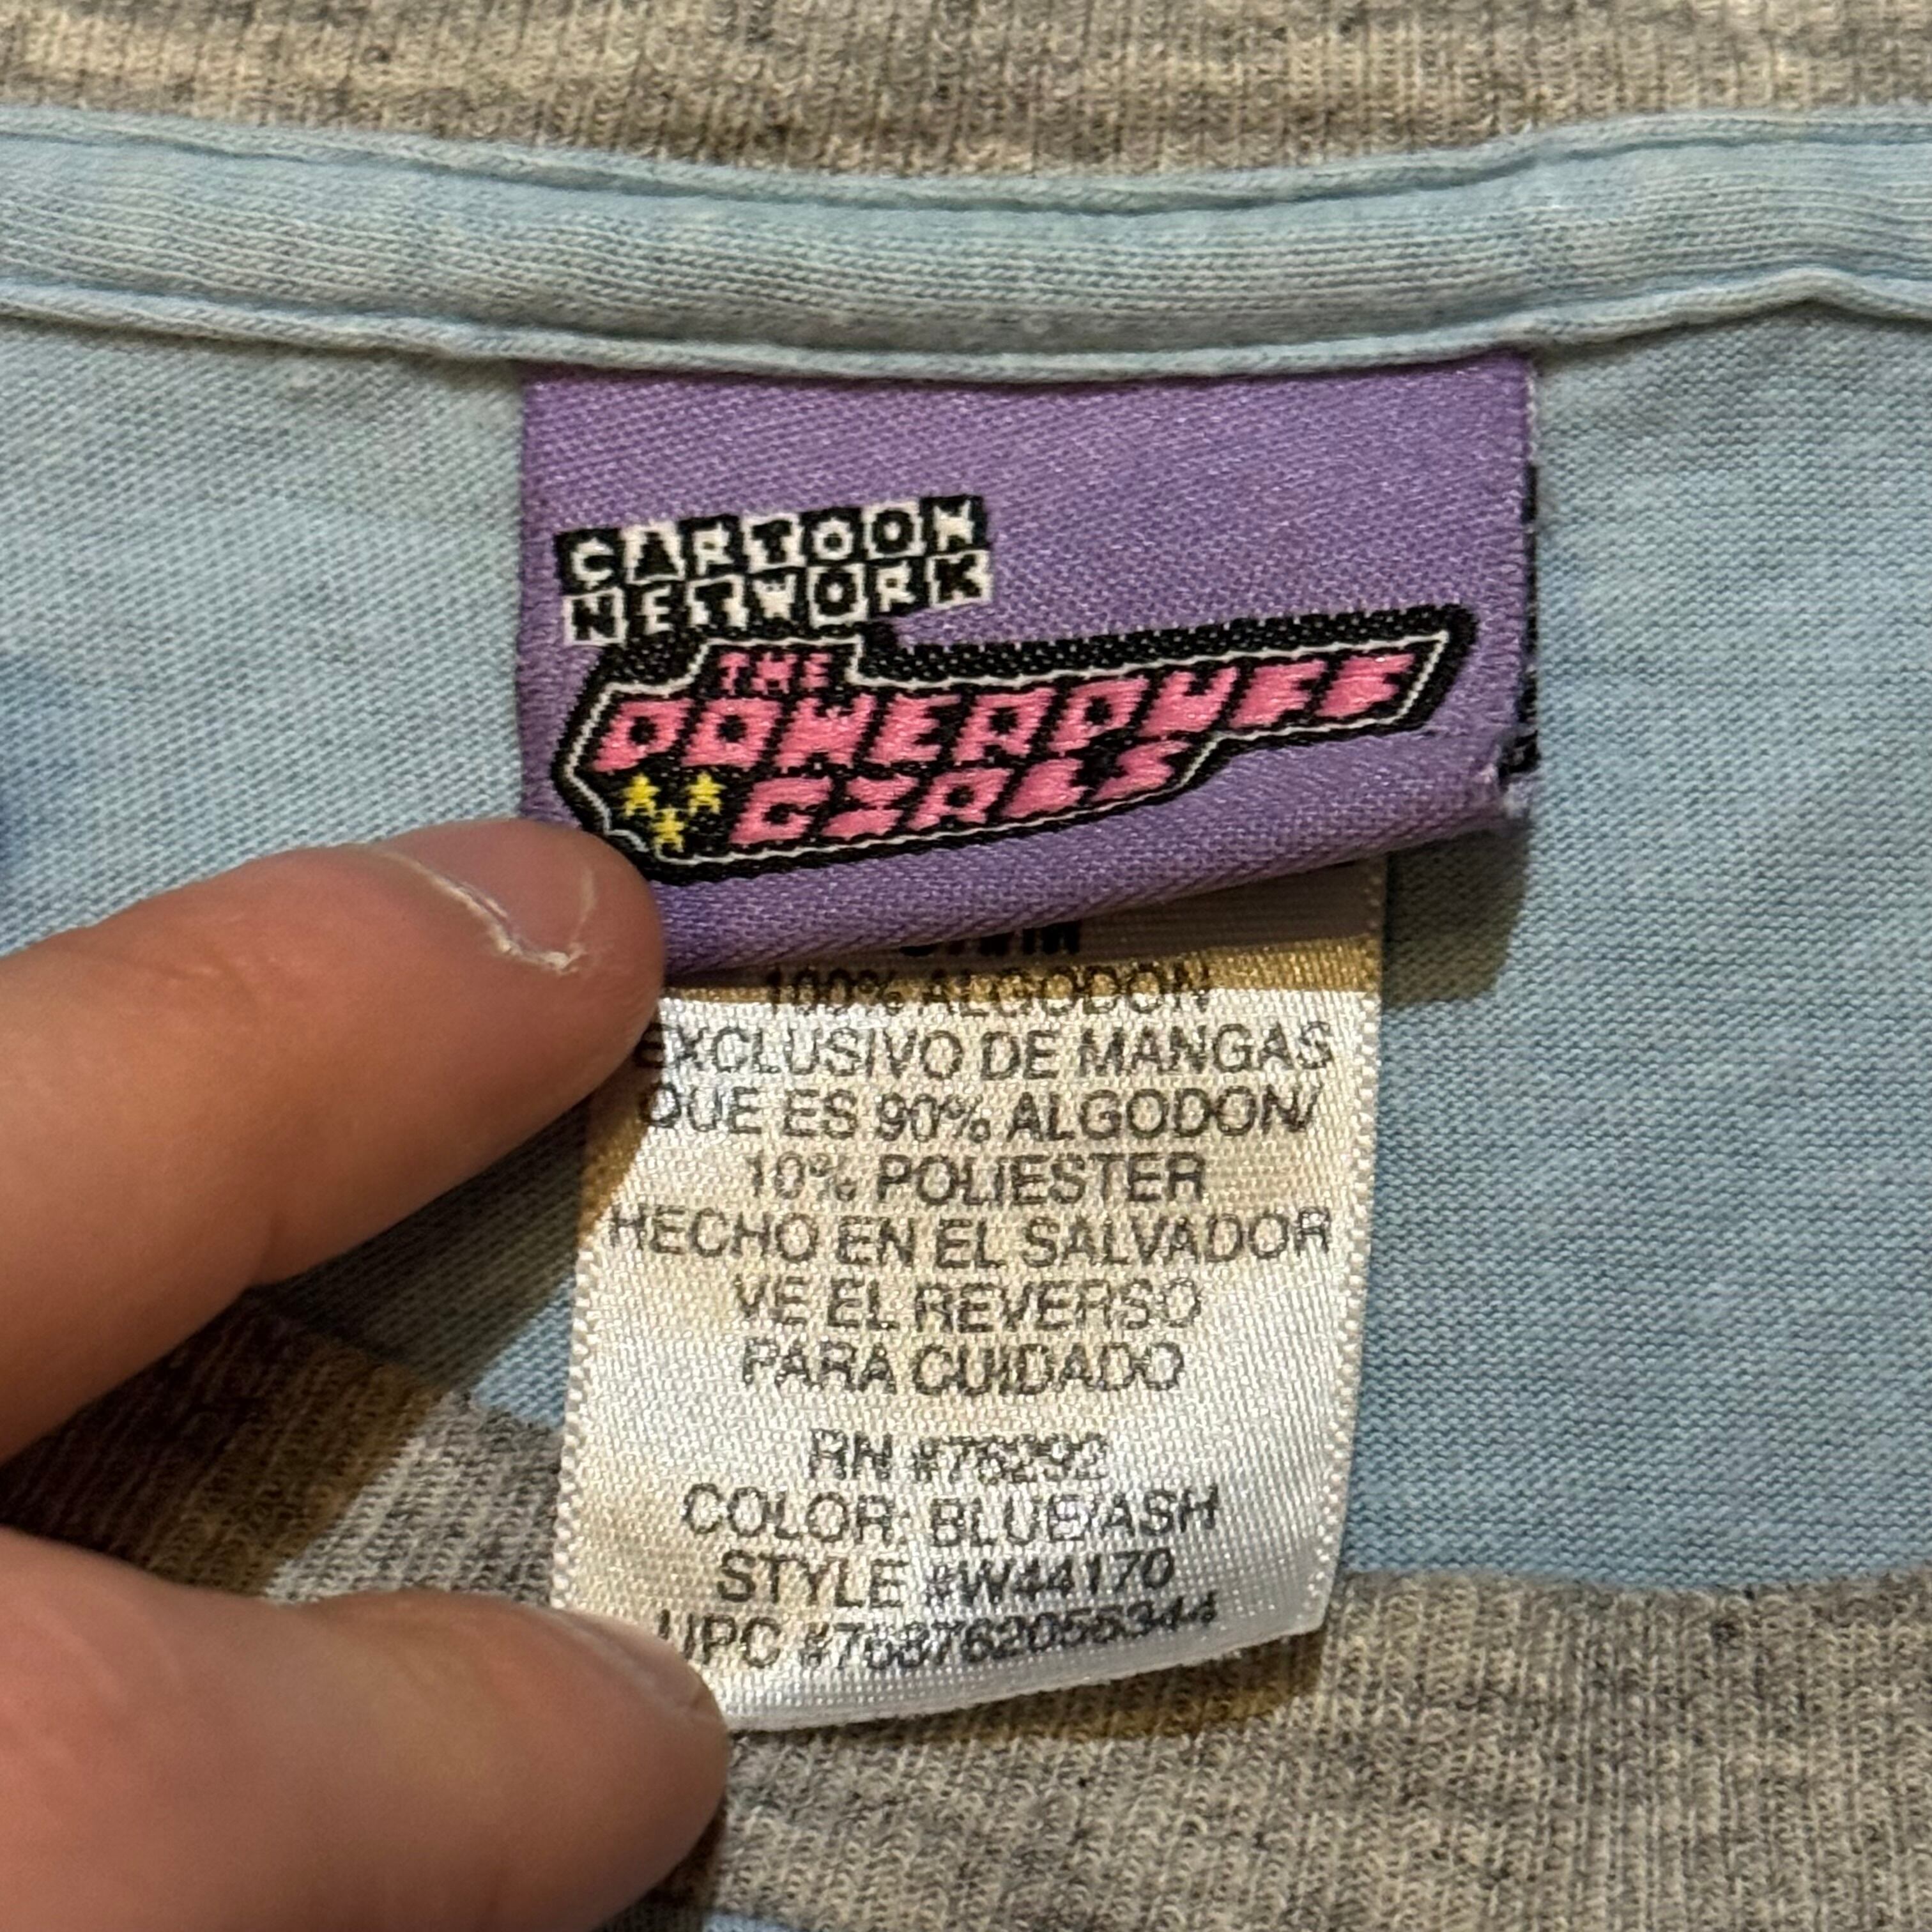 CARTOON
NETWORK
THE
POWERPUFF
GIRLS
100% ALGODON
EXCLUSIVO DE MANGAS
QUE ES 90% ALGODON/
10% POLIESTER
HECHO EN EL SALVADOR
VE EL REVERSO
PARA CUIDADO
RN #76292
COLOR: BLUE/ASH
STYLE #W44170
UPC